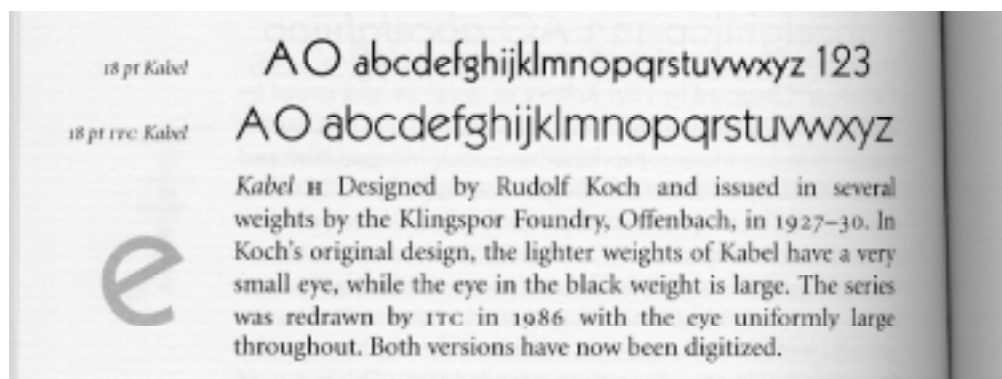 18 pt Kabel AO abcdefghijklmnopqrstuvwxyz 123
18 pt ITC Kabel AO abcdefghijklmnopqrstuvwxyz
Kabel H Designed by Rudolf Koch and issued in several
weights by the Klingspor Foundry, Offenbach, in 1927–30. In
Koch's original design, the lighter weights of Kabel have a very
small eye, while the eye in the black weight is large. The series
was redrawn by ITC in 1986 with the eye uniformly large
throughout. Both versions have now been digitized.
e